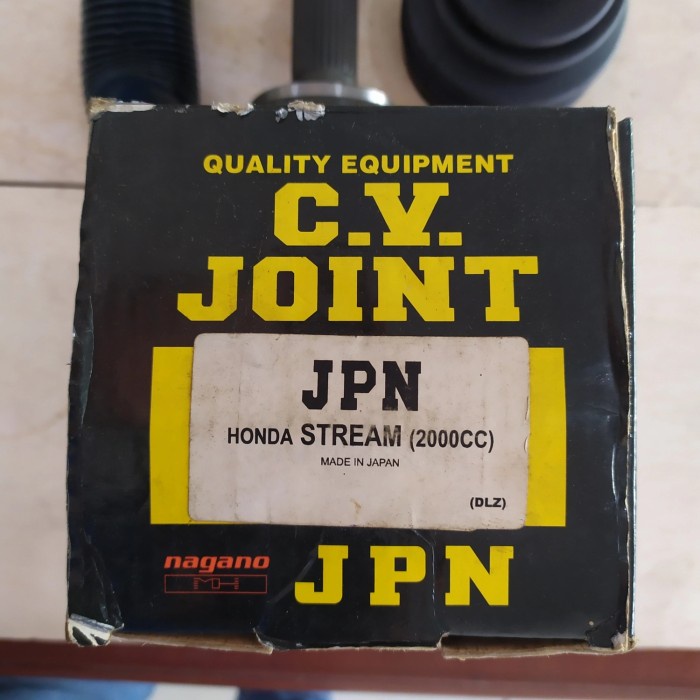 QUALITY EQUIPMENT
C.V.
JOINT
JPN
HONDA STREAM (2000CC)
MADE IN JAPAN
(DLZ)
nagano
MH
JPN